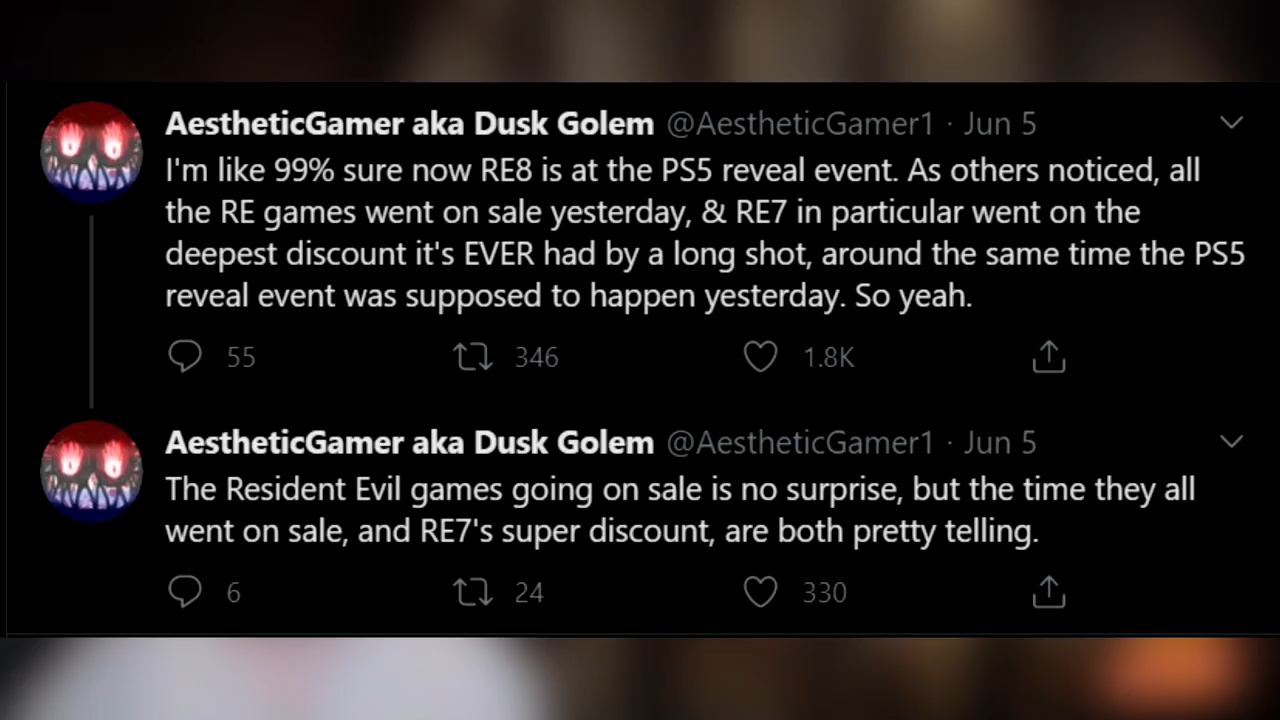 AestheticGamer aka Dusk Golem @AestheticGamer1 · Jun 5
I'm like 99% sure now RE8 is at the PS5 reveal event. As others noticed, all
the RE games went on sale yesterday, & RE7 in particular went on the
deepest discount it's EVER had by a long shot, around the same time the PS5
reveal event was supposed to happen yesterday. So yeah.
55 346 1.8K
AestheticGamer aka Dusk Golem @AestheticGamer1 · Jun 5
The Resident Evil games going on sale is no surprise, but the time they all
went on sale, and RE7's super discount, are both pretty telling.
6 24 330